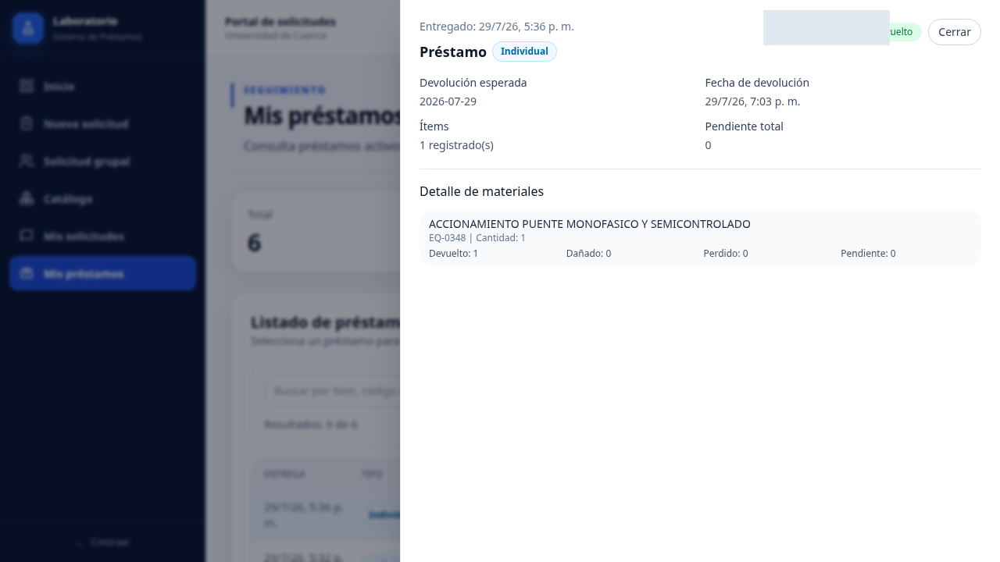 Laboratorio
Sistema de Préstamos
Inicio
Nueva solicitud
Solicitud grupal
Catálogo
Mis solicitudes
Mis préstamos
Contraer
Portal de solicitudes
Universidad de Cuenca
SEGUIMIENTO
Mis préstamos
Consulta préstamos activos
Total
6
Listado de
Selecciona un préstamo para
Buscar por ítem, código
Resultados: 6 de 6
ENTREGA TIPO
29/7/26, 5:36 p. m.
29/7/26, 5:32 p.
Entregado: 29/7/26, 5:36 p. m.
Cerrar
Préstamo Individual
Devolución esperada
2026-07-29
Fecha de devolución
29/7/26, 7:03 p. m.
Ítems
1 registrado(s)
Pendiente total
0
Detalle de materiales
ACCIONAMIENTO PUENTE MONOFASICO Y SEMICONTROLADO
EQ-0348 | Cantidad: 1
Devuelto: 1 Dañado: 0 Perdido: 0 Pendiente: 0